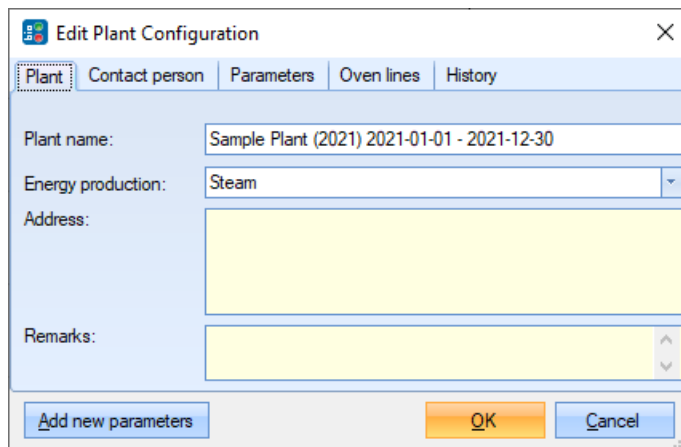 Edit Plant Configuration
Plant Contact person Parameters Oven lines History
Plant name: Sample Plant (2021) 2021-01-01 - 2021-12-30
Energy production: Steam
Address:
Remarks:
Add new parameters OK Cancel